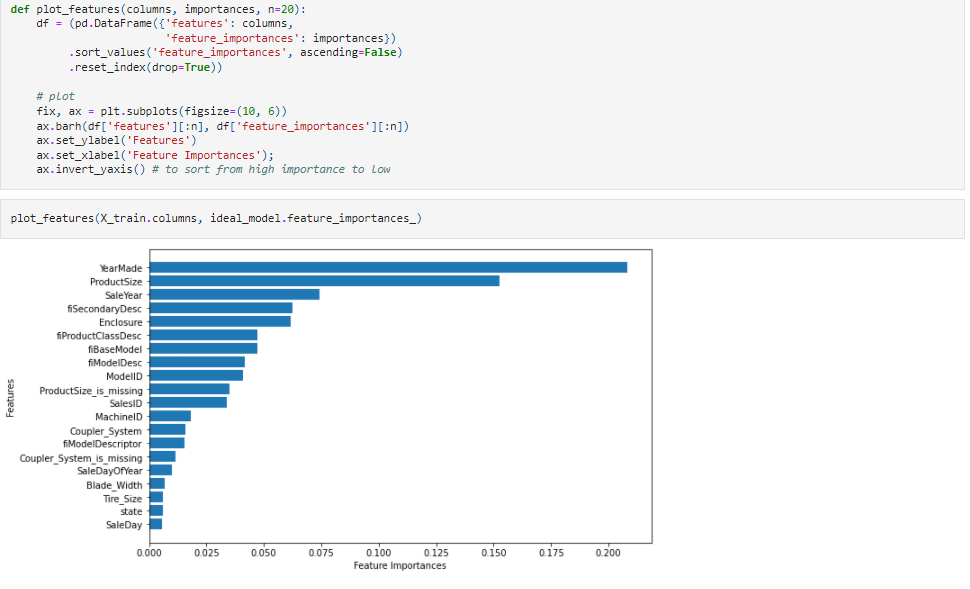 def plot_features(columns, importances, n=20):
    df = (pd.DataFrame({'features': columns,
                        'feature_importances': importances})
         .sort_values('feature_importances', ascending=False)
         .reset_index(drop=True))
    # plot
    fix, ax = plt.subplots(figsize=(10, 6))
    ax.barh(df['features'][:n], df['feature_importances'][:n])
    ax.set_ylabel('Features')
    ax.set_xlabel('Feature Importances');
    ax.invert_yaxis() # to sort from high importance to low
plot_features(X_train.columns, ideal_model.feature_importances_)
YearMade
ProductSize
SaleYear
fiSecondaryDesc
Enclosure
fiProductClassDesc
fiBaseModel
fiModelDesc
ModelID
ProductSize_is_missing
SalesID
MachineID
Coupler_System
fiModelDescriptor
Coupler_System_is_missing
SaleDayOfYear
Blade_Width
Tire_Size
state
SaleDay
Features
0.000 0.025 0.050 0.075 0.100 0.125 0.150 0.175 0.200
Feature Importances